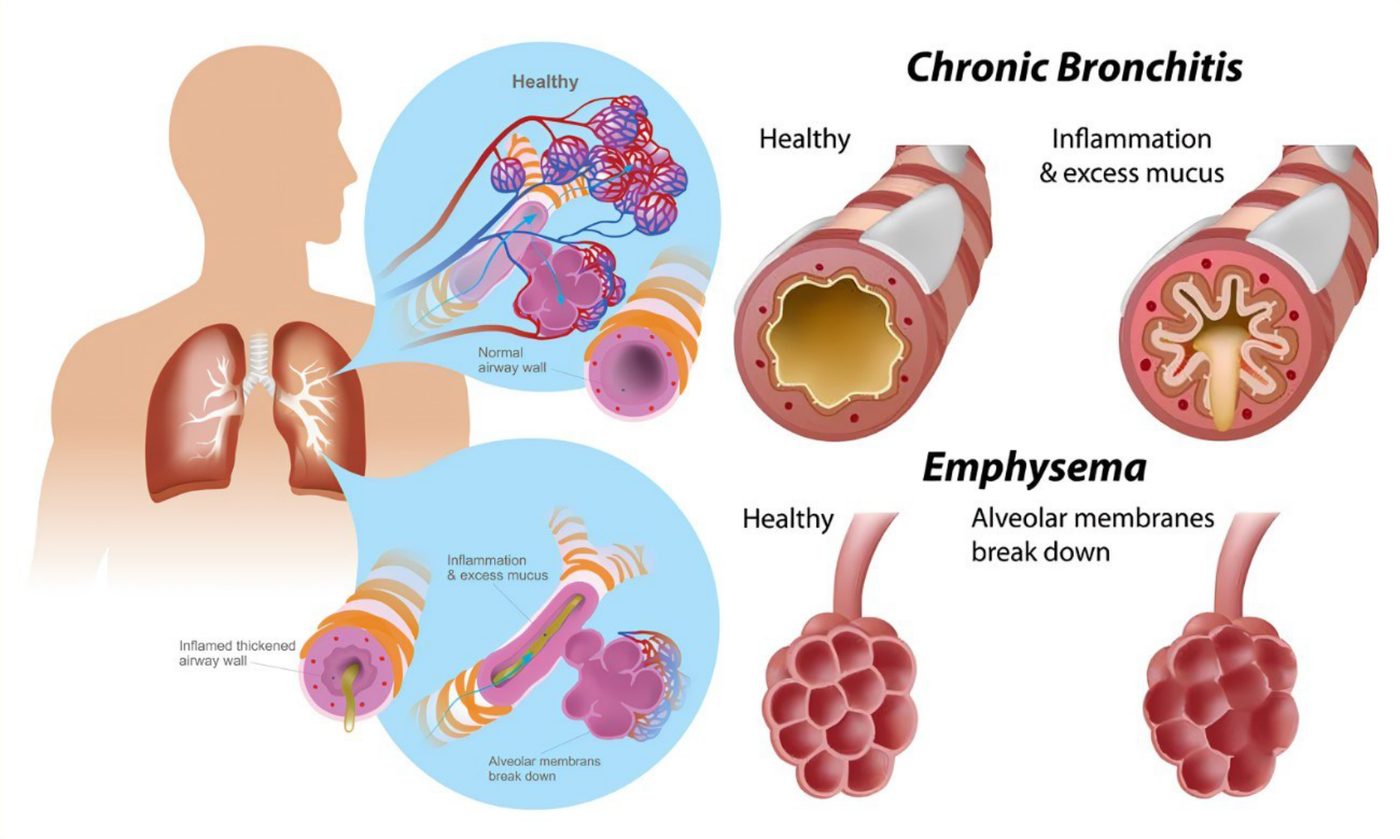 Healthy
Normal
airway wall
Inflammation
& excess mucus
Inflamed thickened
airway wall
Alveolar membrans
break down
Chronic Bronchitis
Healthy
Inflammation
& excess mucus
Emphysema
Healthy
Alveolar membranes
break down